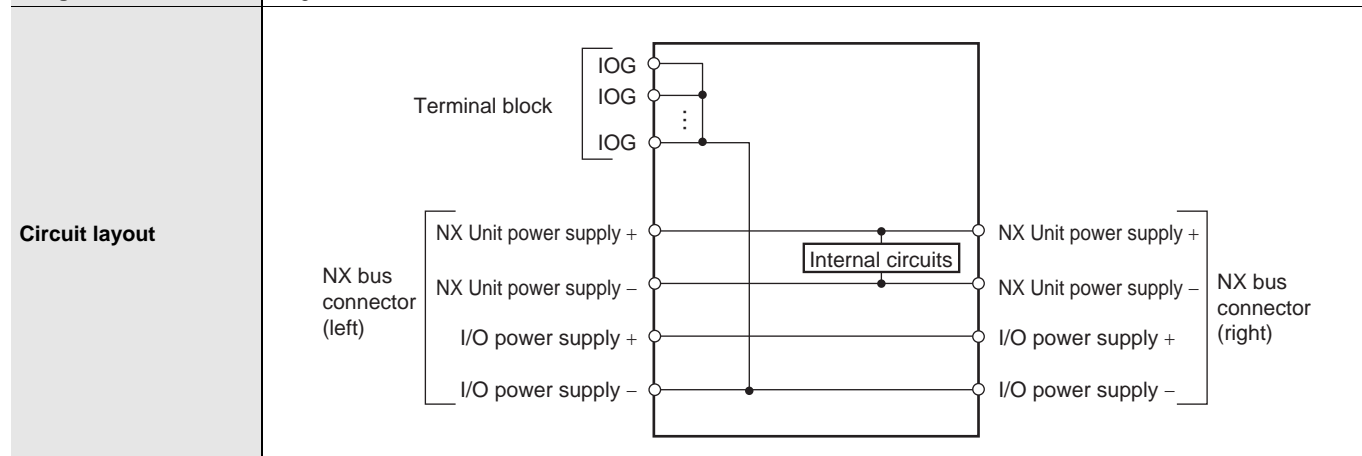 Circuit layout
Terminal block
IOG
IOG
⋮
IOG
NX bus
connector
(left)
NX Unit power supply +
NX Unit power supply −
I/O power supply +
I/O power supply −
Internal circuits
NX Unit power supply +
NX Unit power supply −
I/O power supply +
I/O power supply −
NX bus
connector
(right)